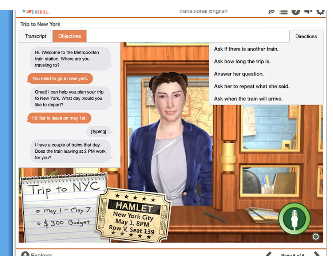 Transitional English
Trip to New York
Transcript
Objectives
Directions
Hi. Welcome to the Metropolitan
train station. Where are you
traveling to?
You need to go to new york.
Great! I can help you plan your trip
to New York. What day would you
like to depart?
I'd like to leave on may 1st.
(typing)
I have a couple of trains that day.
Does the train leaving at 2 PM work
for you?
Ask if there is another train.
Ask how long the trip is.
Answer her question.
Ask her to repeat what she said.
Ask when the train will arrive.
Trip to NYC
May 1 - May 7
$300 Budget
HAMLET
New York City
May 1, 8PM
Row V, Seat 139
Explorer